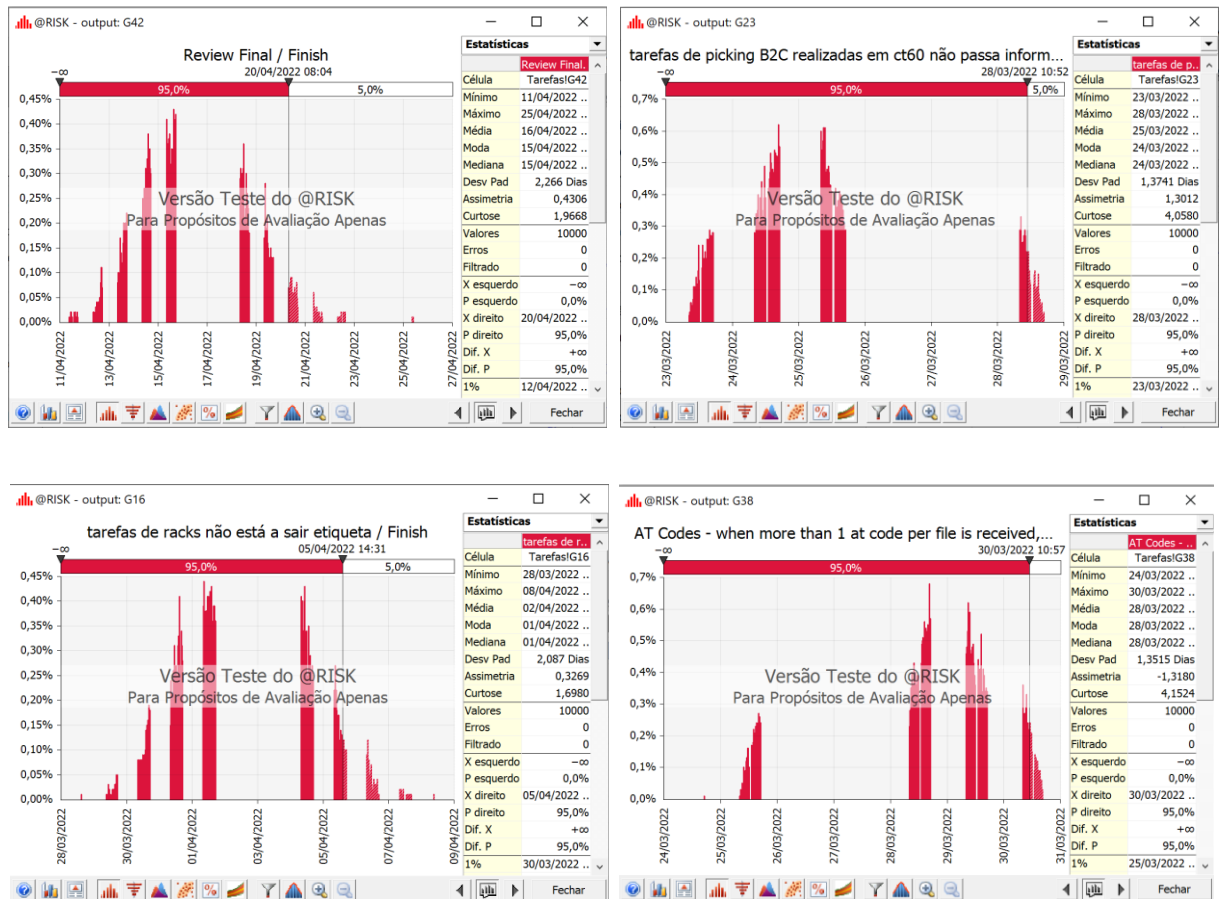 @RISK - output: G42
Review Final / Finish
20/04/2022 08:04
−∞
95,0%
5,0%
0,45%
0,40%
0,35%
0,30%
0,25%
0,20%
0,15%
0,10%
0,05%
0,00%
Versão Teste do @RISK
Para Propósitos de Avaliação Apenas
11/04/2022
13/04/2022
15/04/2022
17/04/2022
19/04/2022
21/04/2022
23/04/2022
25/04/2022
27/04/2022
Estatísticas
Review Final.
Célula Tarefas!G42
Mínimo 11/04/2022 ..
Máximo 25/04/2022 ..
Média 16/04/2022 ..
Moda 15/04/2022 ..
Mediana 15/04/2022 ..
Desv Pad 2,266 Dias
Assimetria 0,4306
Curtose 1,9668
Valores 10000
Erros 0
Filtrado 0
X esquerdo −∞
P esquerdo 0,0%
X direito 20/04/2022 ..
P direito 95,0%
Dif. X +∞
Dif. P 95,0%
1% 12/04/2022 ..
Fechar
@RISK - output: G23
tarefas de picking B2C realizadas em ct60 não passa inform...
28/03/2022 10:52
−∞
95,0%
5,0%
0,7%
0,6%
0,5%
0,4%
0,3%
0,2%
0,1%
0,0%
Versão Teste do @RISK
Para Propósitos de Avaliação Apenas
23/03/2022
24/03/2022
25/03/2022
26/03/2022
27/03/2022
28/03/2022
29/03/2022
Estatísticas
tarefas de p..
Célula Tarefas!G23
Mínimo 23/03/2022 ..
Máximo 28/03/2022 ..
Média 25/03/2022 ..
Moda 24/03/2022 ..
Mediana 24/03/2022 ..
Desv Pad 1,3741 Dias
Assimetria 1,3012
Curtose 4,0580
Valores 10000
Erros 0
Filtrado 0
X esquerdo −∞
P esquerdo 0,0%
X direito 28/03/2022 ..
P direito 95,0%
Dif. X +∞
Dif. P 95,0%
1% 23/03/2022 ..
Fechar
@RISK - output: G16
tarefas de racks não está a sair etiqueta / Finish
05/04/2022 14:31
−∞
95,0%
5,0%
0,45%
0,40%
0,35%
0,30%
0,25%
0,20%
0,15%
0,10%
0,05%
0,00%
Versão Teste do @RISK
Para Propósitos de Avaliação Apenas
28/03/2022
30/03/2022
01/04/2022
03/04/2022
05/04/2022
07/04/2022
09/04/2022
Estatísticas
tarefas de r..
Célula Tarefas!G16
Mínimo 28/03/2022 ..
Máximo 08/04/2022 ..
Média 02/04/2022 ..
Moda 01/04/2022 ..
Mediana 01/04/2022 ..
Desv Pad 2,087 Dias
Assimetria 0,3269
Curtose 1,6980
Valores 10000
Erros 0
Filtrado 0
X esquerdo −∞
P esquerdo 0,0%
X direito 05/04/2022 ..
P direito 95,0%
Dif. X +∞
Dif. P 95,0%
1% 30/03/2022 ..
Fechar
@RISK - output: G38
AT Codes - when more than 1 at code per file is received,...
30/03/2022 10:57
−∞
95,0%
0,7%
0,6%
0,5%
0,4%
0,3%
0,2%
0,1%
0,0%
Versão Teste do @RISK
Para Propósitos de Avaliação Apenas
24/03/2022
25/03/2022
26/03/2022
27/03/2022
28/03/2022
29/03/2022
30/03/2022
31/03/2022
Estatísticas
AT Codes - ..
Célula Tarefas!G38
Mínimo 24/03/2022 ..
Máximo 30/03/2022 ..
Média 28/03/2022 ..
Moda 28/03/2022 ..
Mediana 28/03/2022 ..
Desv Pad 1,3515 Dias
Assimetria -1,3180
Curtose 4,1524
Valores 10000
Erros 0
Filtrado 0
X esquerdo −∞
P esquerdo 0,0%
X direito 30/03/2022 ..
P direito 95,0%
Dif. X +∞
Dif. P 95,0%
1% 25/03/2022 ..
Fechar